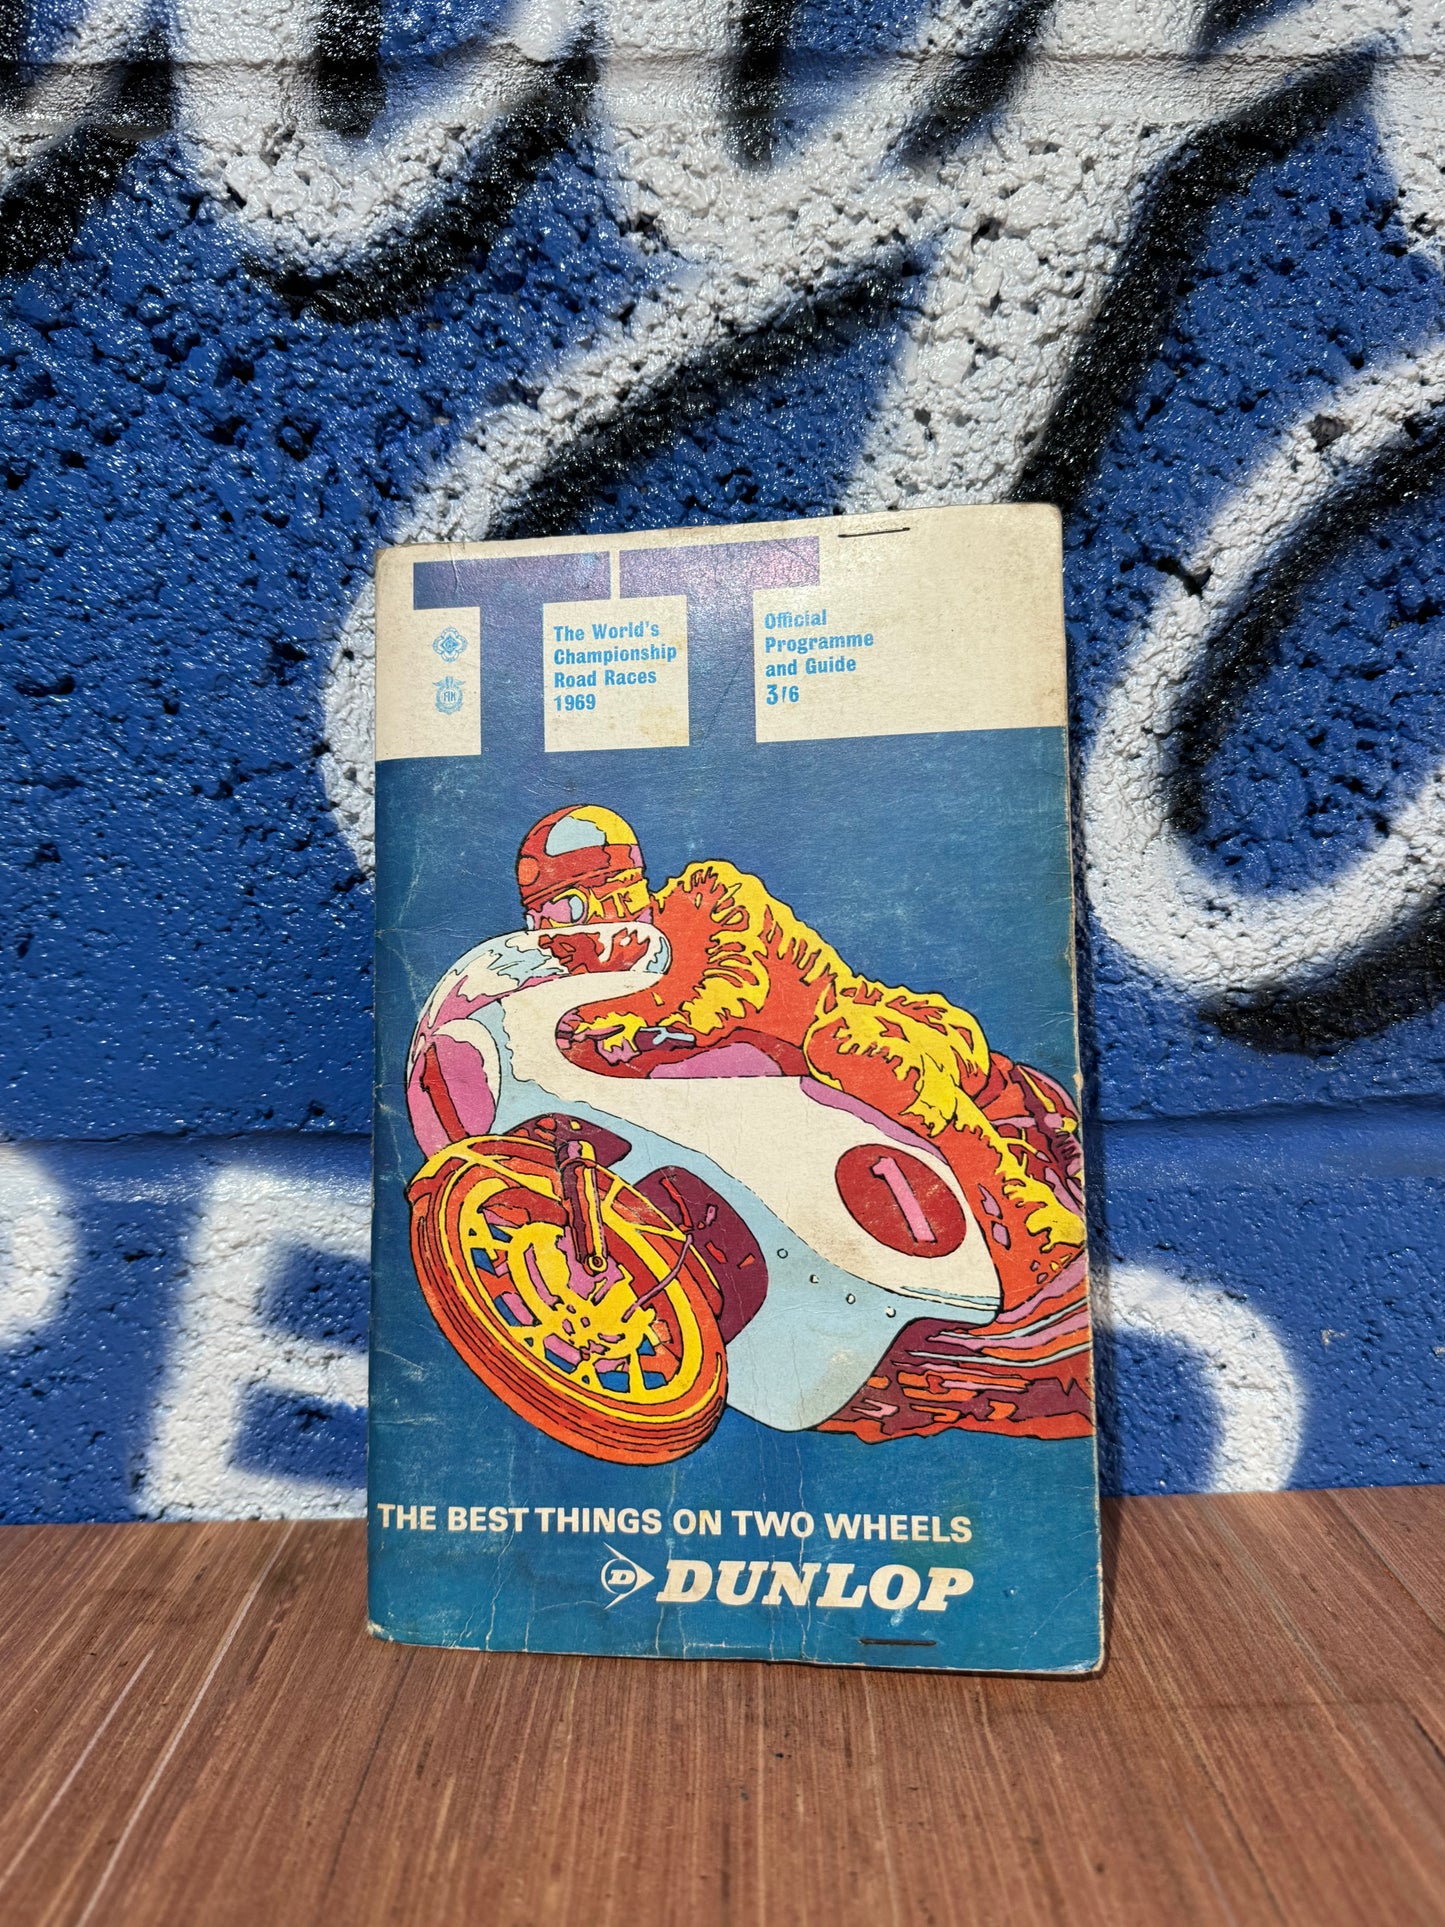 TT
The World's
Championship
Road Races
1969
Official
Programme
and Guide
3/6
FIM
1
1
THE BEST THINGS ON TWO WHEELS
D DUNLOP